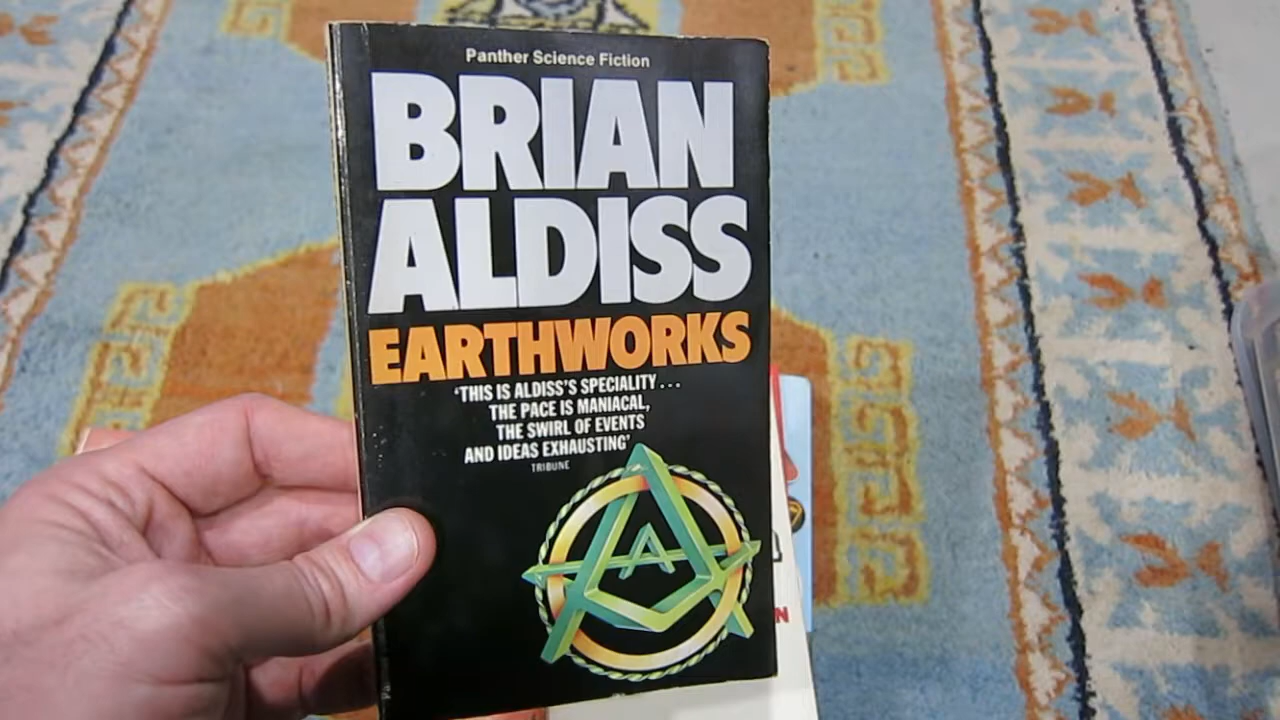 Panther Science Fiction
BRIAN
ALDISS
EARTHWORKS
‘THIS IS ALDISS’S SPECIALITY...
THE PACE IS MANIACAL,
THE SWIRL OF EVENTS
AND IDEAS EXHAUSTING’
TRIBUNE
A
N